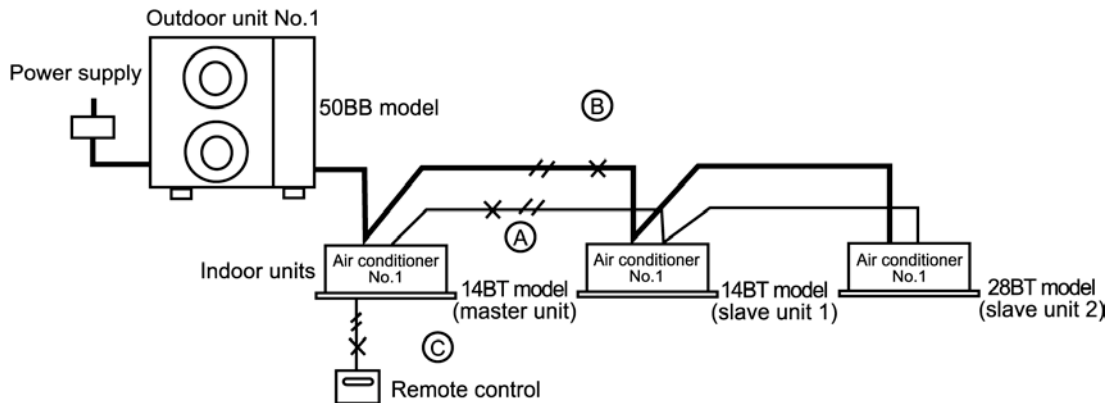 Outdoor unit No.1
Power supply
50BB model
B
A
Indoor units
Air conditioner
No.1
14BT model
(master unit)
Air conditioner
No.1
14BT model
(slave unit 1)
Air conditioner
No.1
28BT model
(slave unit 2)
C
Remote control